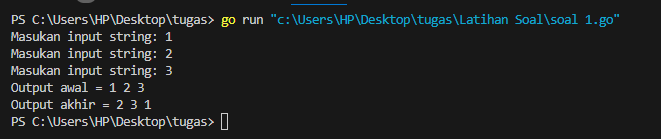 PS C:\Users\HP\Desktop\tugas> go run "c:\Users\HP\Desktop\tugas\Latihan Soal\soal 1.go"
Masukan input string: 1
Masukan input string: 2
Masukan input string: 3
Output awal = 1 2 3
Output akhir = 2 3 1
PS C:\Users\HP\Desktop\tugas>